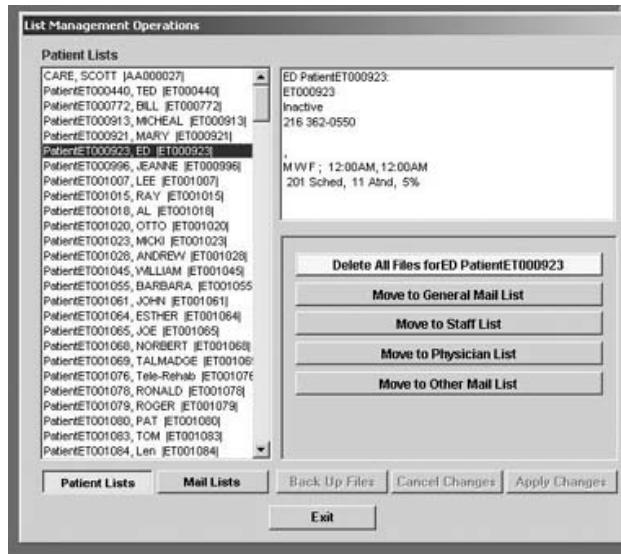 List Management Operations
Patient Lists
CARE, SCOTT |AA000027|
PatientET000440, TED |ET000440|
PatientET000772, BILL |ET000772|
PatientET000913, MICHEAL |ET000913|
PatientET000921, MARY |ET000921|
PatientET000923, ED |ET000923|
PatientET000996, JEANNE |ET000996|
PatientET001007, LEE |ET001007|
PatientET001015, RAY |ET001015|
PatientET001018, AL |ET001018|
PatientET001020, OTTO |ET001020|
PatientET001023, MICKI |ET001023|
PatientET001028, ANDREW |ET001028|
PatientET001045, WILLIAM |ET001045|
PatientET001055, BARBARA |ET001055
PatientET001061, JOHN |ET001061|
PatientET001064, ESTHER |ET001064|
PatientET001065, JOE |ET001065|
PatientET001068, NORBERT |ET001068|
PatientET001069, TALMADGE |ET00106
PatientET001076, Tele-Rehab |ET001076
PatientET001078, RONALD |ET001078|
PatientET001079, ROGER |ET001079|
PatientET001080, PAT |ET001080|
PatientET001083, TOM |ET001083|
PatientET001084, Len |ET001084|
ED PatientET000923:
ET000923
Inactive
216 362-0550
,
M W F ; 12:00AM, 12:00AM
201 Sched, 11 Atnd, 5%
Delete All Files forED PatientET000923
Move to General Mail List
Move to Staff List
Move to Physician List
Move to Other Mail List
Patient Lists
Mail Lists
Back Up Files
Cancel Changes
Apply Changes
Exit